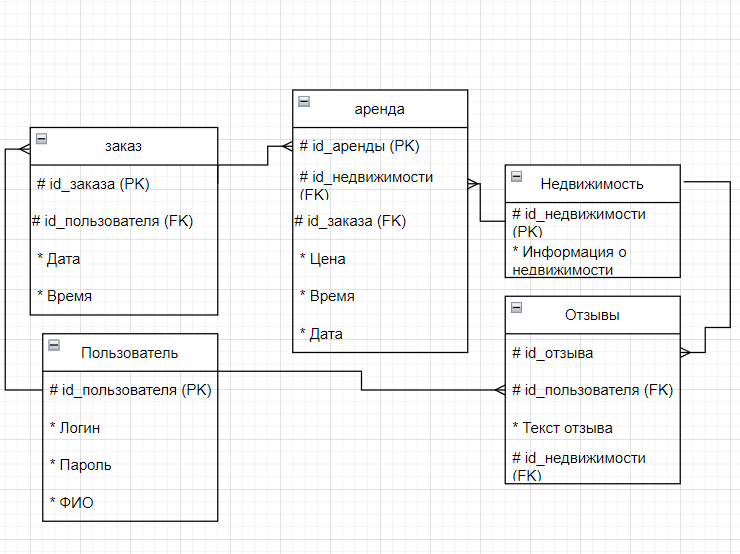 заказ
# id_заказа (PK)
# id_пользователя (FK)
* Дата
* Время
аренда
# id_аренды (PK)
# id_недвижимости
(FK)
# id_заказа (FK)
* Цена
* Время
* Дата
Недвижимость
# id_недвижимости
(PK)
* Информация о
недвижимости
Пользователь
# id_пользователя (PK)
* Логин
* Пароль
* ФИО
Отзывы
# id_отзыва
# id_пользователя (FK)
* Текст отзыва
# id_недвижимости
(FK)